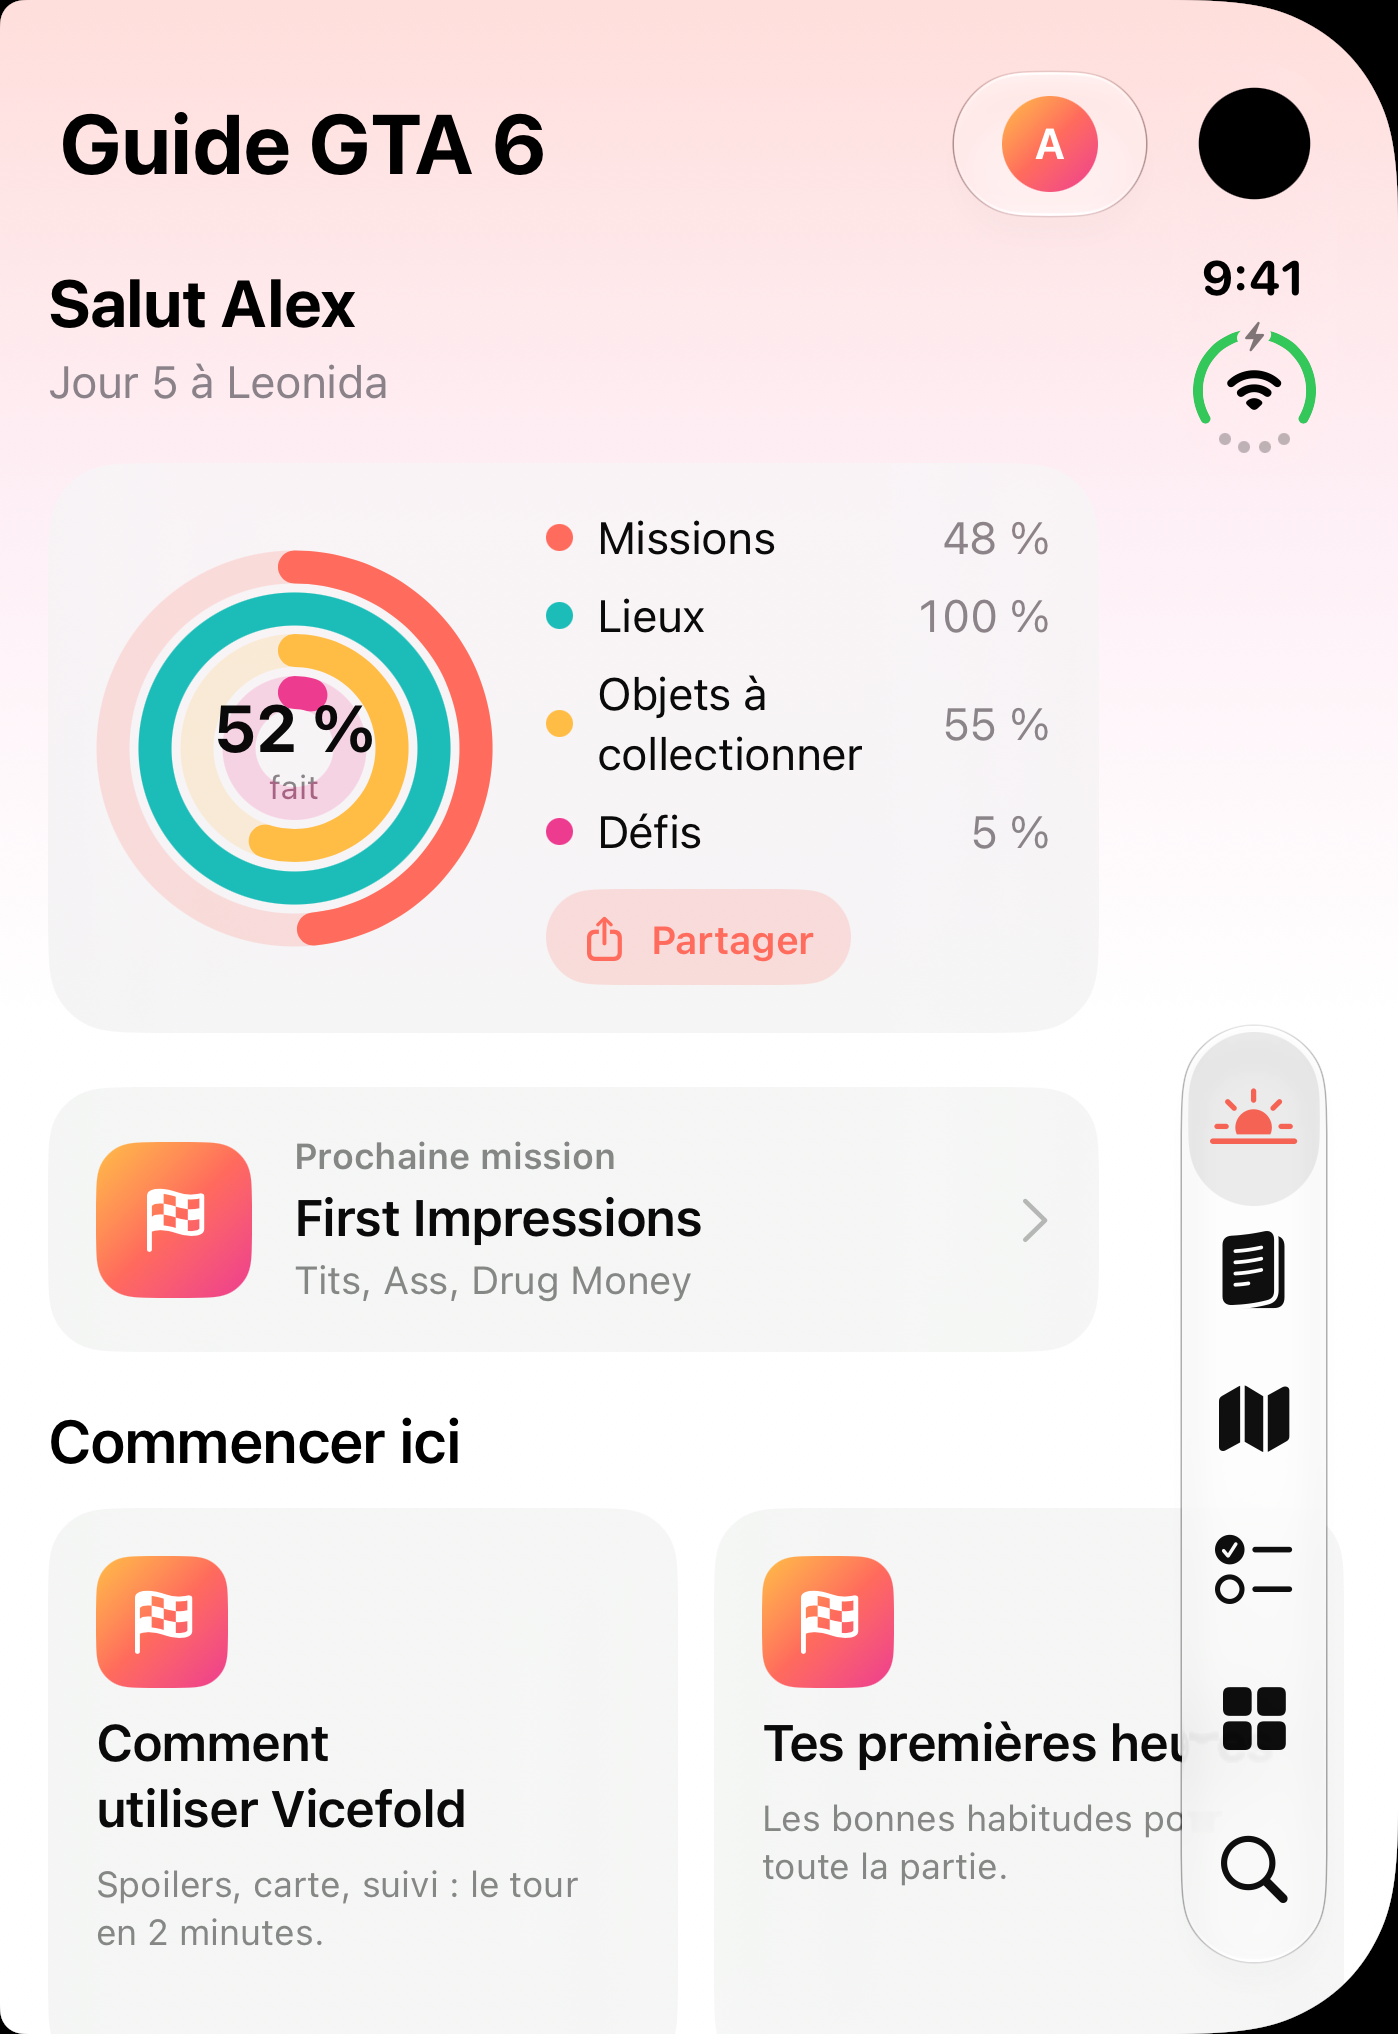 Guide GTA 6
A
9:41
Salut Alex
Jour 5 à Leonida
52 %
fait
Missions 48 %
Lieux 100 %
Objets à
collectionner 55 %
Défis 5 %
Partager
Prochaine mission
First Impressions
Tits, Ass, Drug Money
Commencer ici
Comment
utiliser Vicefold
Spoilers, carte, suivi : le tour
en 2 minutes.
Tes premières heures
Les bonnes habitudes pour
toute la partie.